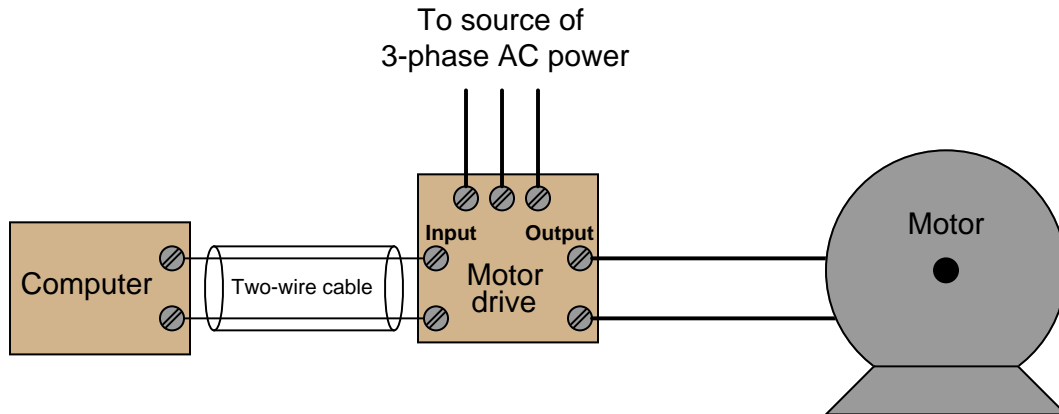 To source of
3-phase AC power
Input
Output
Motor
Computer
Two-wire cable
Motor
drive